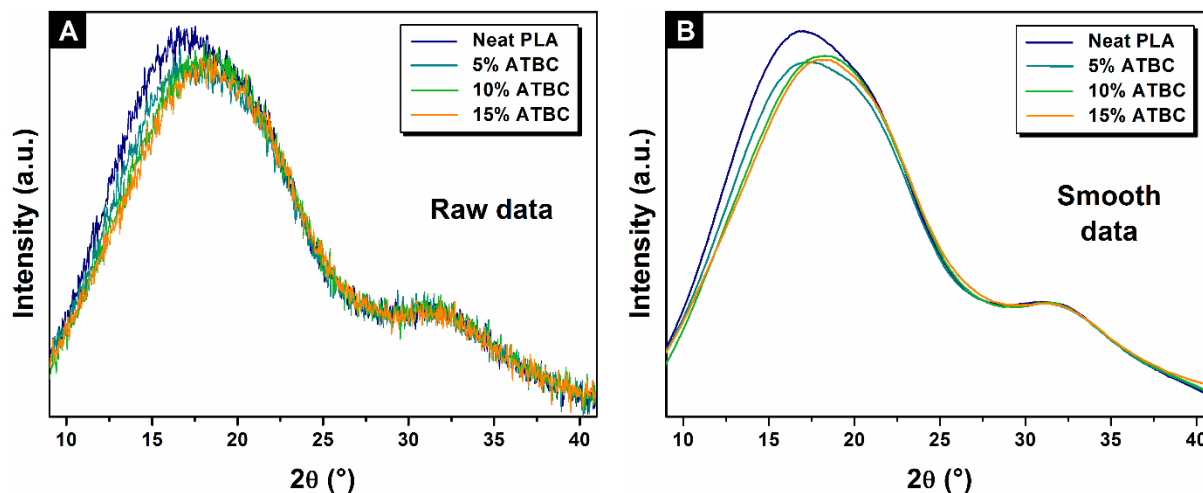 A
Neat PLA
5% ATBC
10% ATBC
15% ATBC
Raw data
Intensity (a.u.)
10 15 20 25 30 35 40
2θ (°)
B
Neat PLA
5% ATBC
10% ATBC
15% ATBC
Smooth
data
Intensity (a.u.)
10 15 20 25 30 35 40
2θ (°)